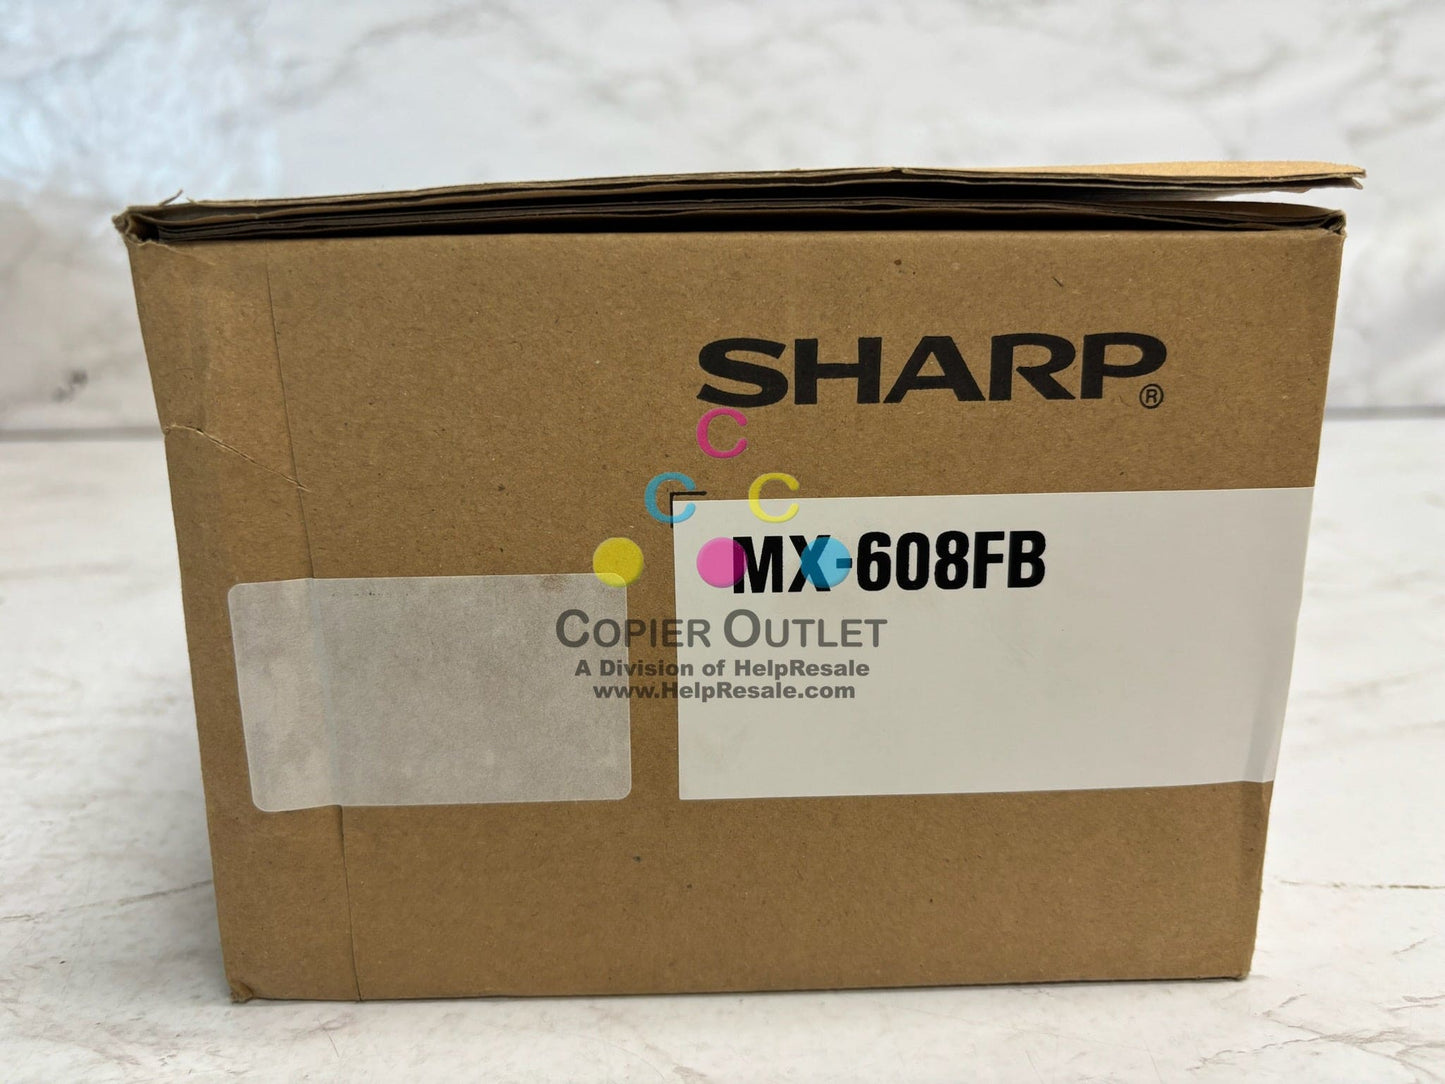 SHARP®
C
C C
MX-608FB
COPIER OUTLET
A Division of HelpResale
www.HelpResale.com